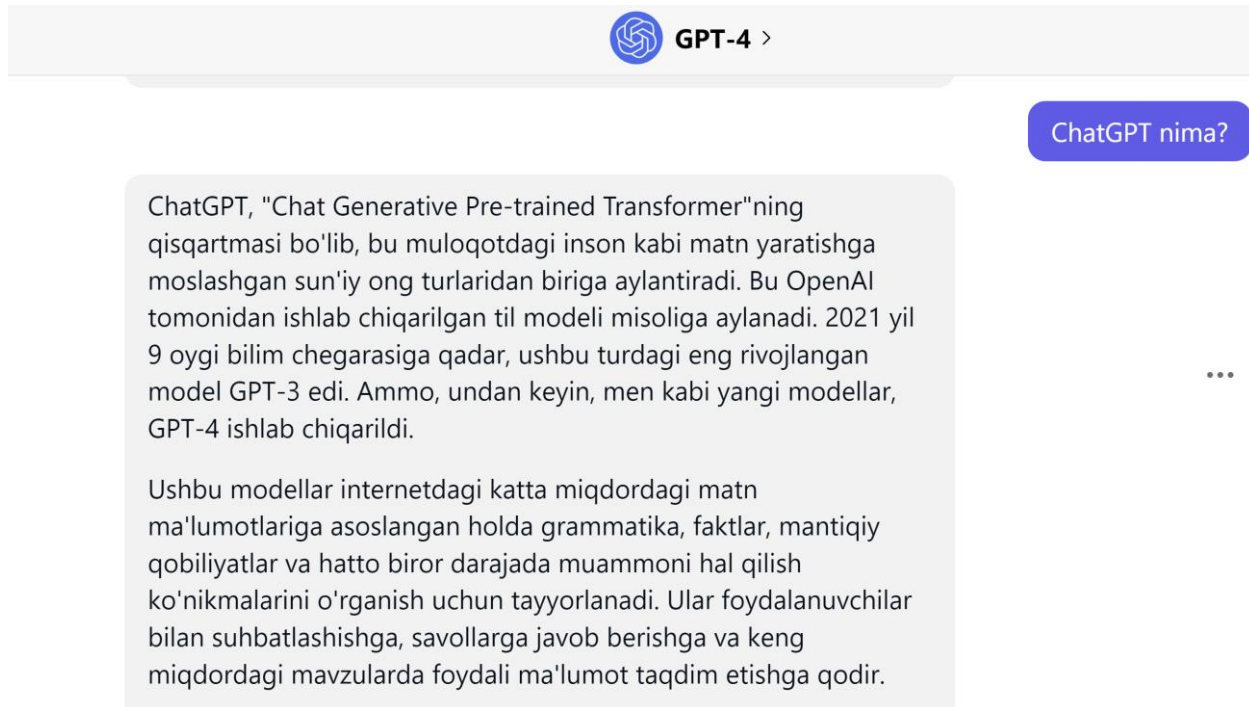 GPT-4 >
ChatGPT nima?
ChatGPT, "Chat Generative Pre-trained Transformer"ning
qisqartmasi bo'lib, bu muloqotdagi inson kabi matn yaratishga
moslashgan sun'iy ong turlaridan biriga aylantiradi. Bu OpenAI
tomonidan ishlab chiqarilgan til modeli misoliga aylanadi. 2021 yil
9 oygi bilim chegarasiga qadar, ushbu turdagi eng rivojlangan
model GPT-3 edi. Ammo, undan keyin, men kabi yangi modellar,
GPT-4 ishlab chiqarildi.
Ushbu modellar internetdagi katta miqdordagi matn
ma'lumotlariga asoslangan holda grammatika, faktlar, mantiqiy
qobiliyatlar va hatto biror darajada muammoni hal qilish
ko'nikmalarini o'rganish uchun tayyorlanadi. Ular foydalanuvchilar
bilan suhbatlashishga, savollarga javob berishga va keng
miqdordagi mavzularda foydali ma'lumot taqdim etishga qodir.